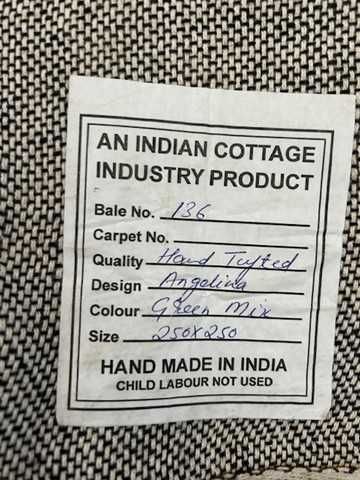 AN INDIAN COTTAGE
INDUSTRY PRODUCT
Bale No. 136
Carpet No.
Quality Hand Tufted
Design Angelina
Colour Green Mix
Size 250X250
HAND MADE IN INDIA
CHILD LABOUR NOT USED